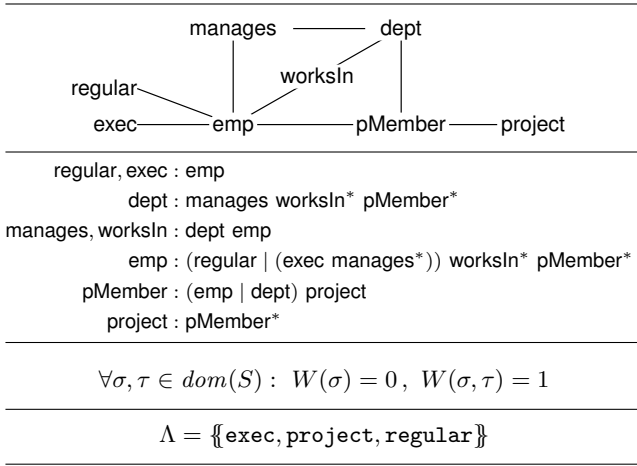 manages dept
worksIn
regular
exec emp pMember project
regular, exec : emp
dept : manages worksIn* pMember*
manages, worksIn : dept emp
emp : (regular | (exec manages*)) worksIn* pMember*
pMember : (emp | dept) project
project : pMember*
∀σ, τ ∈ dom(S) : W(σ) = 0 , W(σ, τ) = 1
Λ = {{exec, project, regular}}